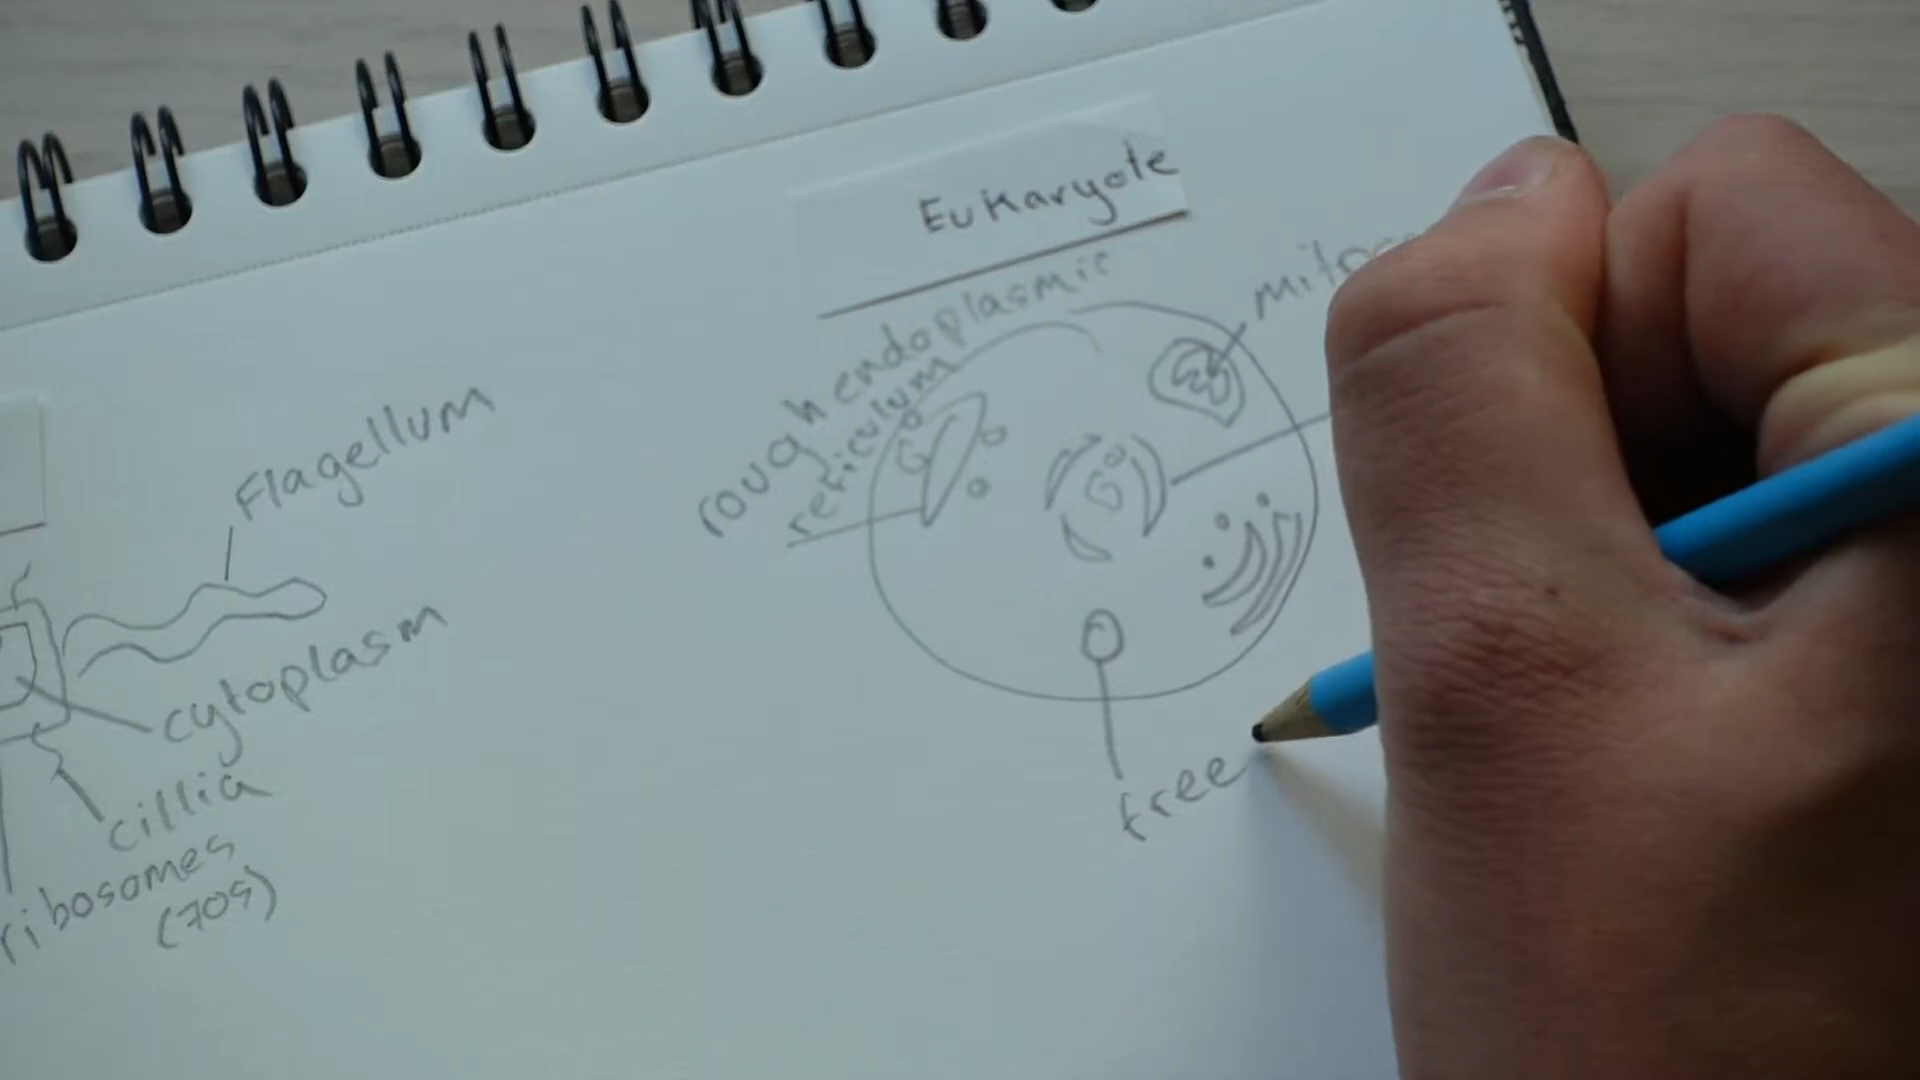 Eukaryote
rough endoplasmic
reticulum
Flagellum
cytoplasm
cillia
ribosomes
(70s)
free